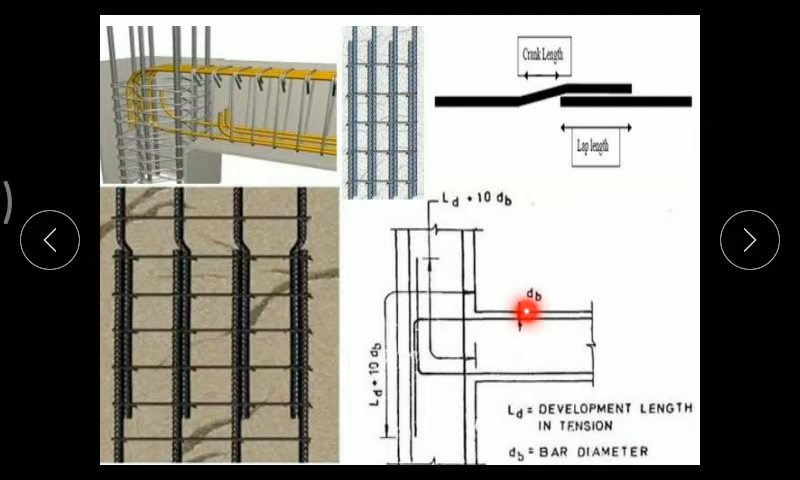 Crank Length
Lap length
Ld + 10 db
db
Ld + 10 db
Ld = DEVELOPMENT LENGTH
IN TENSION
db = BAR DIAMETER